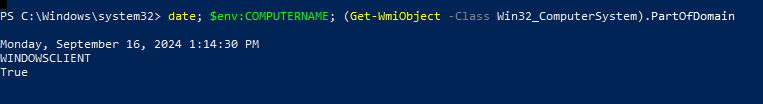 PS C:\Windows\system32> date; $env:COMPUTERNAME; (Get-WmiObject -Class Win32_ComputerSystem).PartOfDomain
Monday, September 16, 2024 1:14:30 PM
WINDOWSCLIENT
True